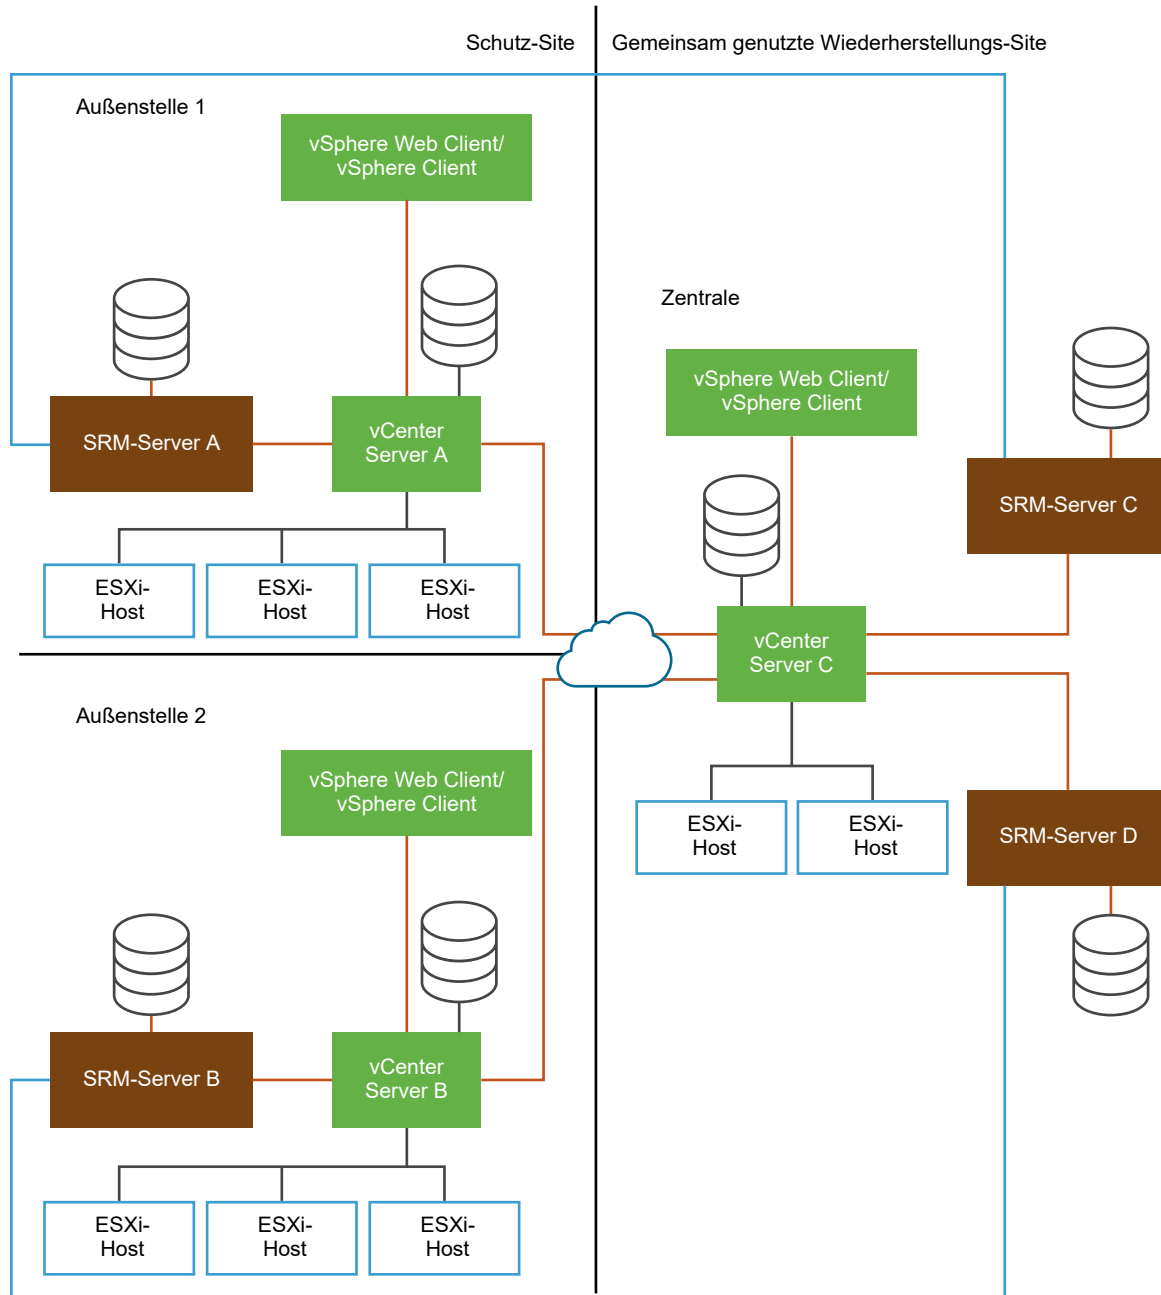 Schutz-Site
Gemeinsam genutzte Wiederherstellungs-Site
Außenstelle 1
vSphere Web Client/
vSphere Client
SRM-Server A
vCenter
Server A
ESXi-
Host
ESXi-
Host
ESXi-
Host
Zentrale
vSphere Web Client/
vSphere Client
SRM-Server C
vCenter
Server C
ESXi-
Host
ESXi-
Host
SRM-Server D
Außenstelle 2
vSphere Web Client/
vSphere Client
SRM-Server B
vCenter
Server B
ESXi-
Host
ESXi-
Host
ESXi-
Host